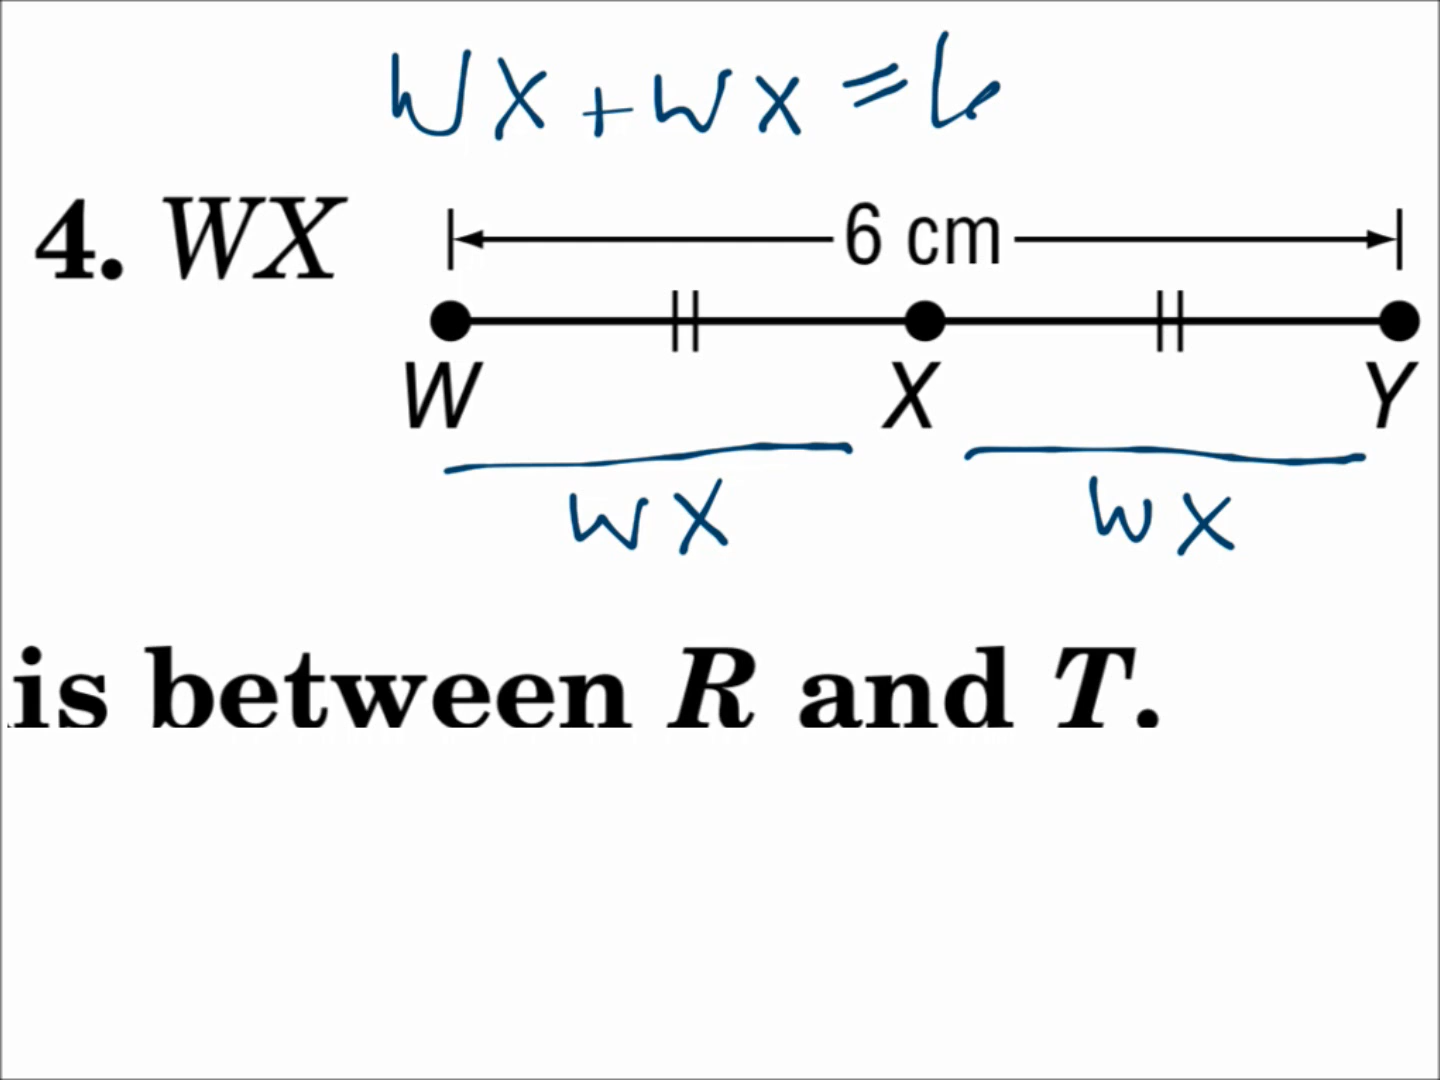 WX + WX = 6
4. WX
6 cm
W X Y
WX WX
is between R and T.